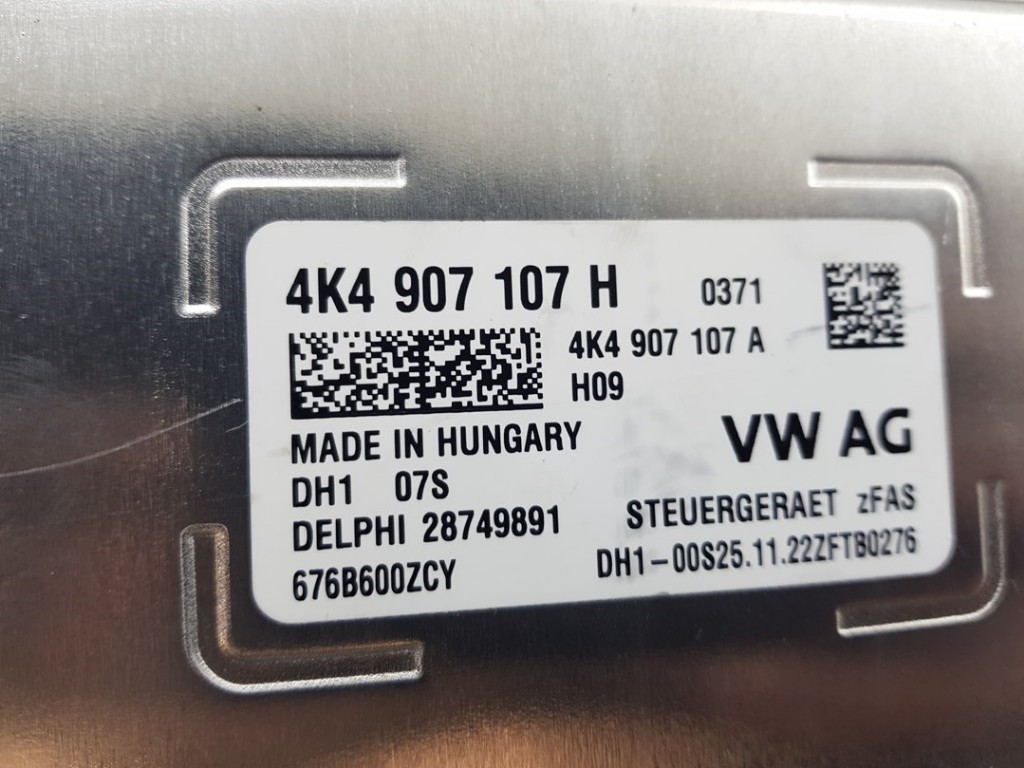 4K4 907 107 H 0371
4K4 907 107 A
H09
MADE IN HUNGARY
VW AG
DH1 07S
STEUERGERAET zFAS
DELPHI 28749891
DH1-00S25.11.22ZFTB0276
676B600ZCY